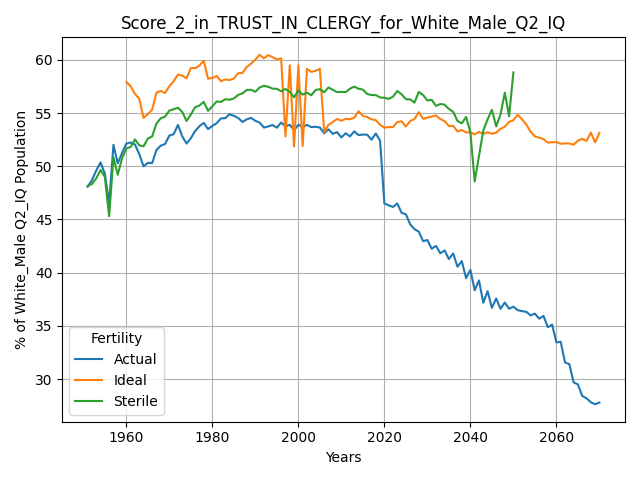 Score_2_in_TRUST_IN_CLERGY_for_White_Male_Q2_IQ
% of White_Male Q2_IQ Population
60
55
50
45
40
35
30
Fertility
Actual
Ideal
Sterile
1960 1980 2000 2020 2040 2060
Years